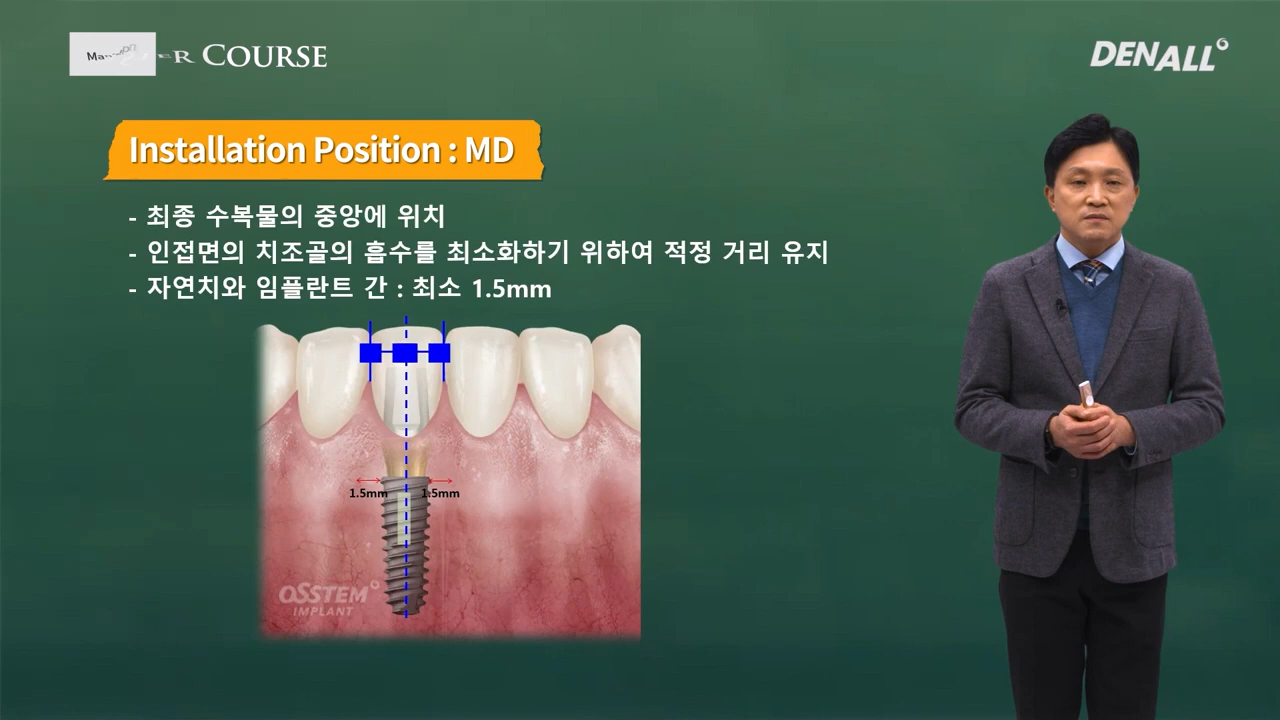 COURSE
DENALL
Installation Position : MD
- 최종 수복물의 중앙에 위치
- 인접면의 치조골의 흡수를 최소화하기 위하여 적정 거리 유지
- 자연치와 임플란트 간 : 최소 1.5mm
1.5mm 1.5mm
OSSTEM
IMPLANT